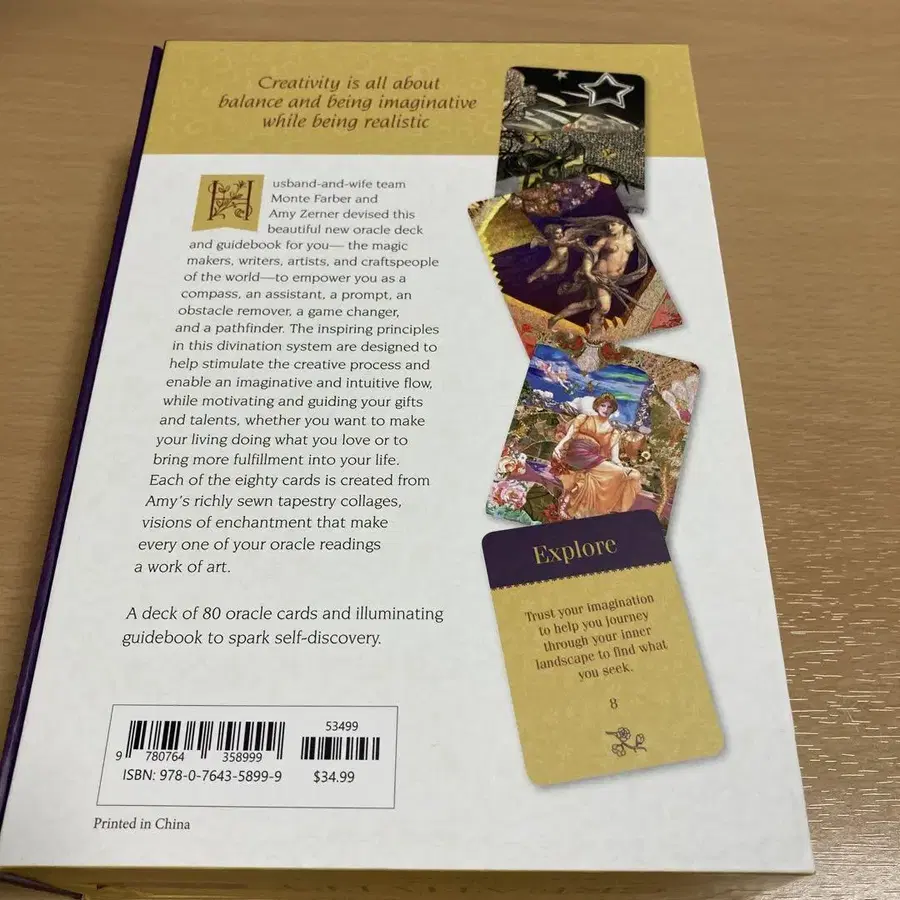 Creativity is all about
balance and being imaginative
while being realistic
Husband-and-wife team
Monte Farber and
Amy Zerner devised this
beautiful new oracle deck
and guidebook for you— the magic
makers, writers, artists, and craftspeople
of the world—to empower you as a
compass, an assistant, a prompt, an
obstacle remover, a game changer,
and a pathfinder. The inspiring principles
in this divination system are designed to
help stimulate the creative process and
enable an imaginative and intuitive flow,
while motivating and guiding your gifts
and talents, whether you want to make
your living doing what you love or to
bring more fulfillment into your life.
Each of the eighty cards is created from
Amy's richly sewn tapestry collages,
visions of enchantment that make
every one of your oracle readings
a work of art.
A deck of 80 oracle cards and illuminating
guidebook to spark self-discovery.
Explore
Trust your imagination
to help you journey
through your inner
landscape to find what
you seek.
8
53499
9 780764 358999
ISBN: 978-0-7643-5899-9 $34.99
Printed in China